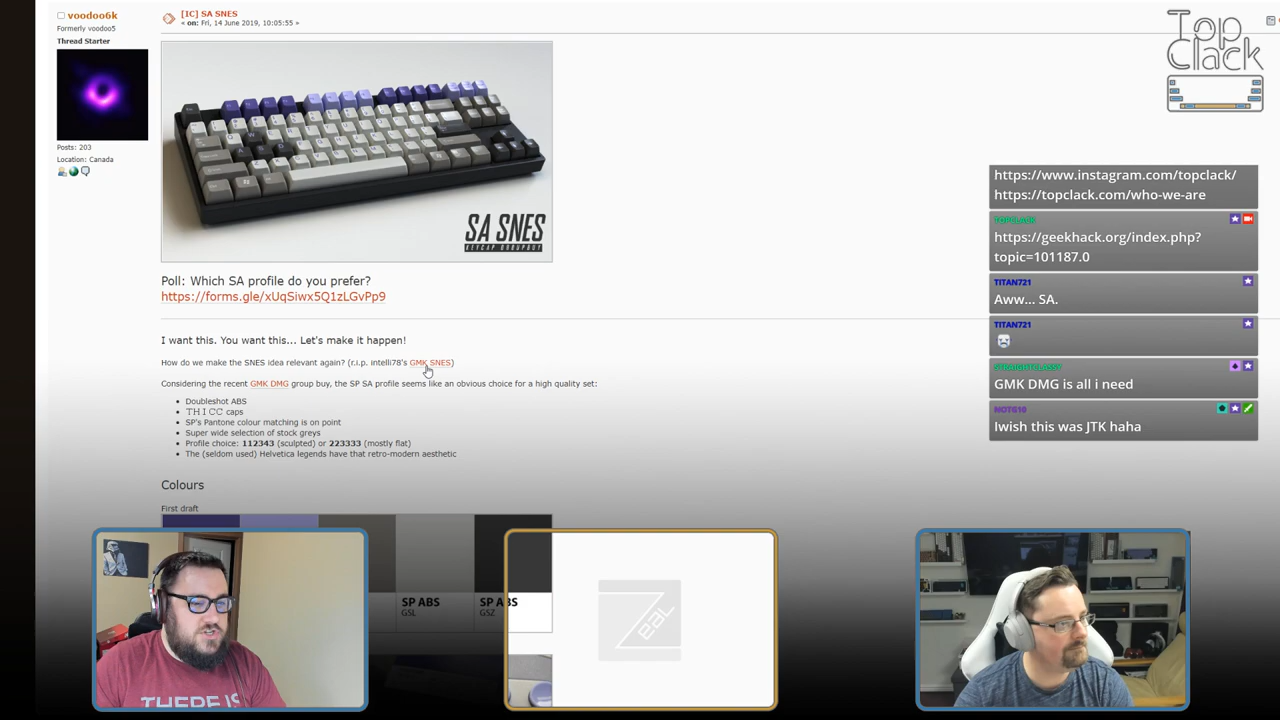 voodoo6k
Formerly voodoo5
Thread Starter
Posts: 203
Location: Canada
[IC] SA SNES
« on: Fri, 14 June 2019, 10:05:55 »
SA SNES
KEYCAP GROUPBUY
Poll: Which SA profile do you prefer?
https://forms.gle/xUqSiwx5Q1zLGvPp9
I want this. You want this... Let's make it happen!
How do we make the SNES idea relevant again? (r.i.p. intelli78's GMK SNES)
Considering the recent GMK DMG group buy, the SP SA profile seems like an obvious choice for a high quality set:
• Doubleshot ABS
• T H I C C caps
• SP's Pantone colour matching is on point
• Super wide selection of stock greys
• Profile choice: 112343 (sculpted) or 223333 (mostly flat)
• The (seldom used) Helvetica legends have that retro-modern aesthetic
Colours
First draft
SP ABS
GSL
SP ABS
GSZ
Top
Clack
https://www.instagram.com/topclack/
https://topclack.com/who-we-are
TOPCLACK
https://geekhack.org/index.php?
topic=101187.0
TITAN721
Aww... SA.
TITAN721
STRAIGHTCLASSY
GMK DMG is all i need
NOTG10
Iwish this was JTK haha
THERE IS
Zeal